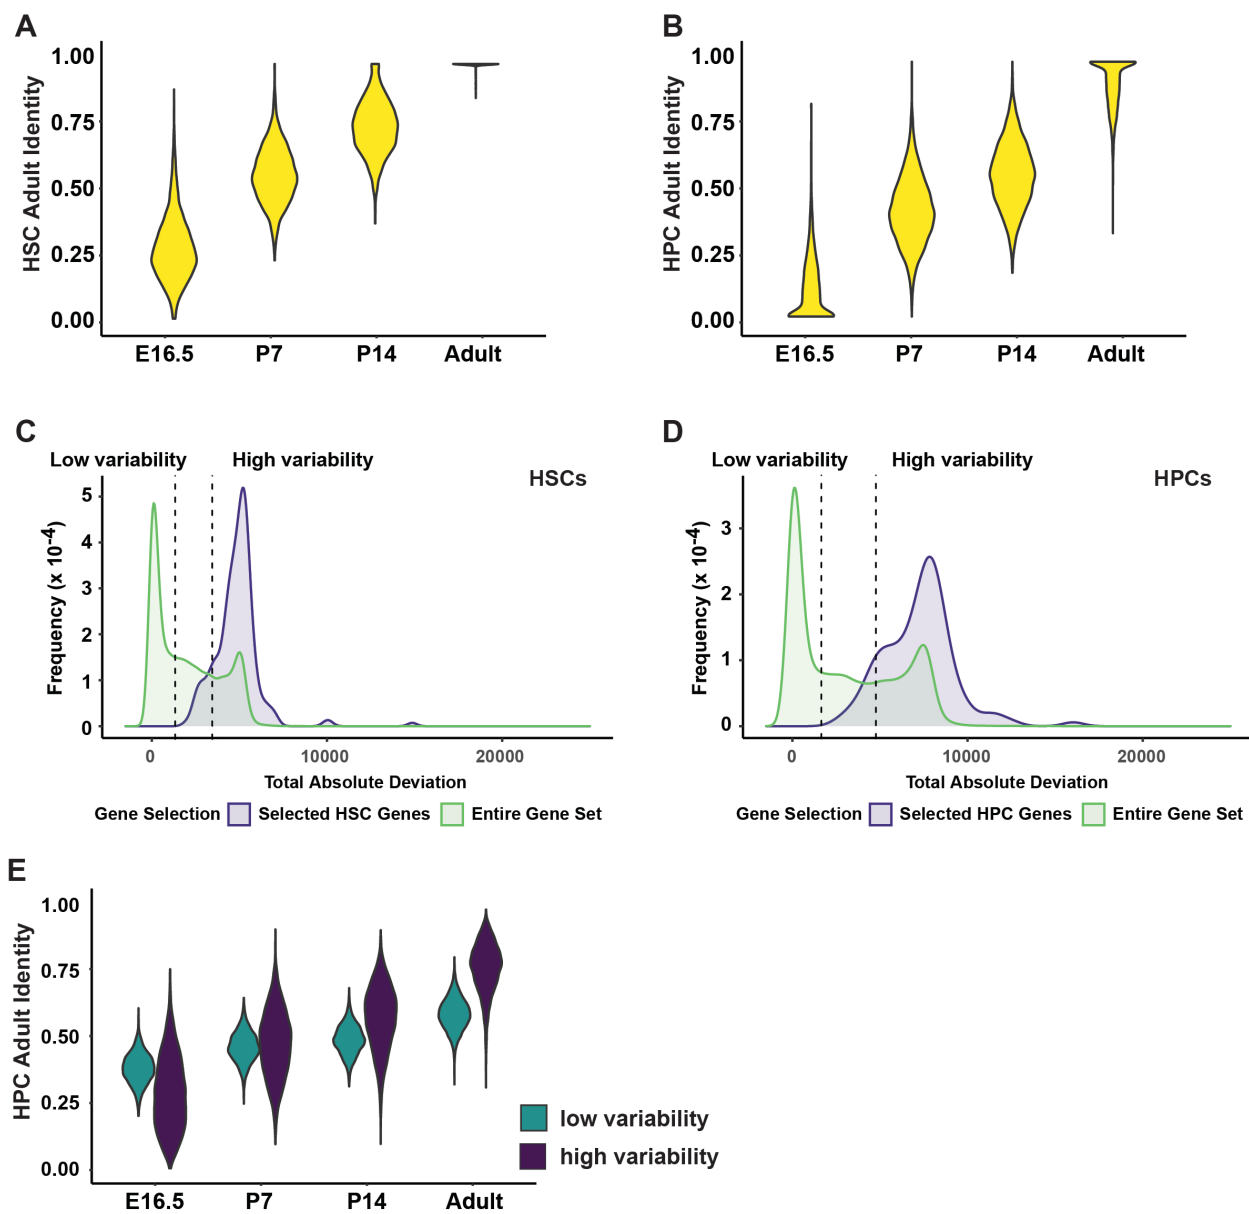 A
HSC Adult Identity
1.00
0.75
0.50
0.25
0.00
E16.5 P7 P14 Adult
B
HPC Adult Identity
1.00
0.75
0.50
0.25
0.00
E16.5 P7 P14 Adult
C
Low variability High variability
HSCs
Frequency (x 10-4)
5
4
3
2
1
0
0 10000 20000
Total Absolute Deviation
Gene Selection Selected HSC Genes Entire Gene Set
D
Low variability High variability
HPCs
Frequency (x 10-4)
3
2
1
0
0 10000 20000
Total Absolute Deviation
Gene Selection Selected HPC Genes Entire Gene Set
E
HPC Adult Identity
1.00
0.75
0.50
0.25
0.00
E16.5 P7 P14 Adult
low variability
high variability